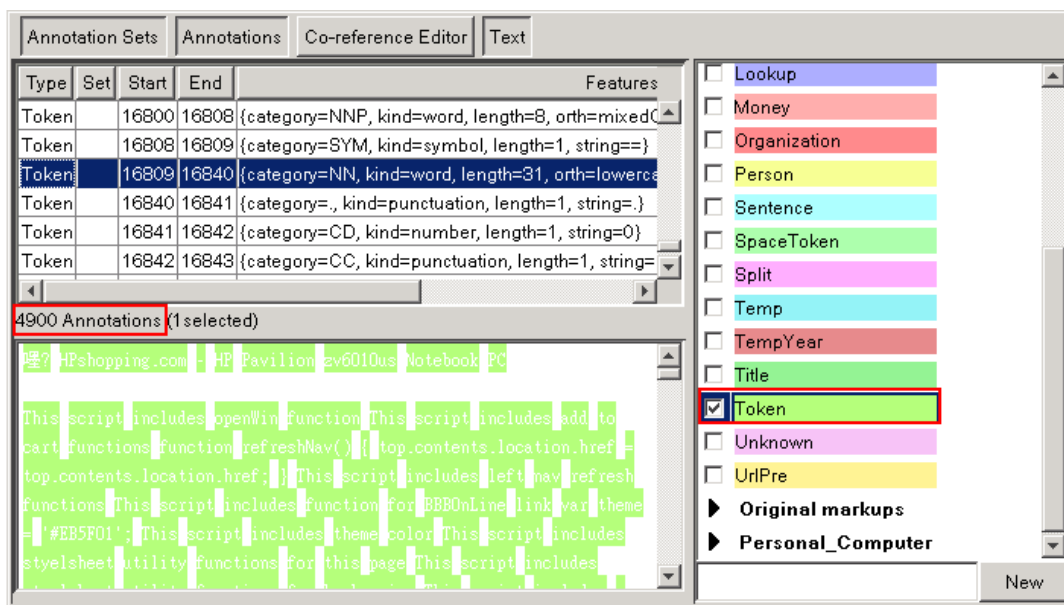 Annotation Sets Annotations Co-reference Editor Text
Type Set Start End Features
Token 16800 16808 {category=NNP, kind=word, length=8, orth=mixedC
Token 16808 16809 {category=SYM, kind=symbol, length=1, string==}
Token 16809 16840 {category=NN, kind=word, length=31, orth=lowerca
Token 16840 16841 {category=., kind=punctuation, length=1, string=.}
Token 16841 16842 {category=CD, kind=number, length=1, string=0}
Token 16842 16843 {category=CC, kind=punctuation, length=1, string=
4900 Annotations (1 selected)
HPshopping.com - HP Pavilion zv6010us Notebook PC
This script includes openWin function This script includes add to
cart functions function refreshNav() { top.contents.location.href =
top.contents.location.href; } This script includes left nav refresh
functions This script includes function for BBBOnLine link var theme
= '#EB5F01'; This script includes theme color This script includes
styelsheet utility functions for this page This script includes
Lookup
Money
Organization
Person
Sentence
SpaceToken
Split
Temp
TempYear
Title
Token
Unknown
UrlPre
Original markups
Personal_Computer
New